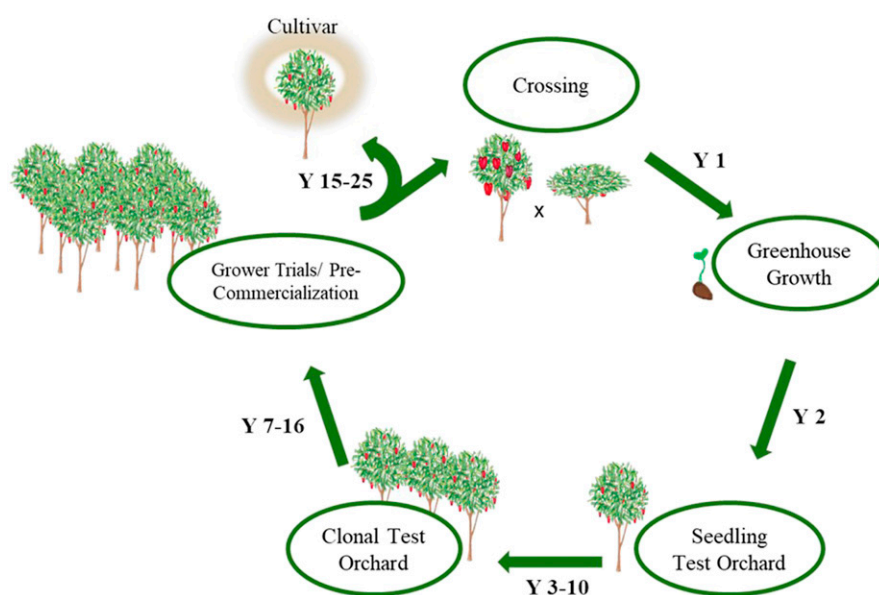 Cultivar
Crossing
Y 1
Y 15-25
x
Greenhouse
Growth
Grower Trials/ Pre-
Commercialization
Y 7-16
Y 2
Clonal Test
Orchard
Seedling
Test Orchard
Y 3-10